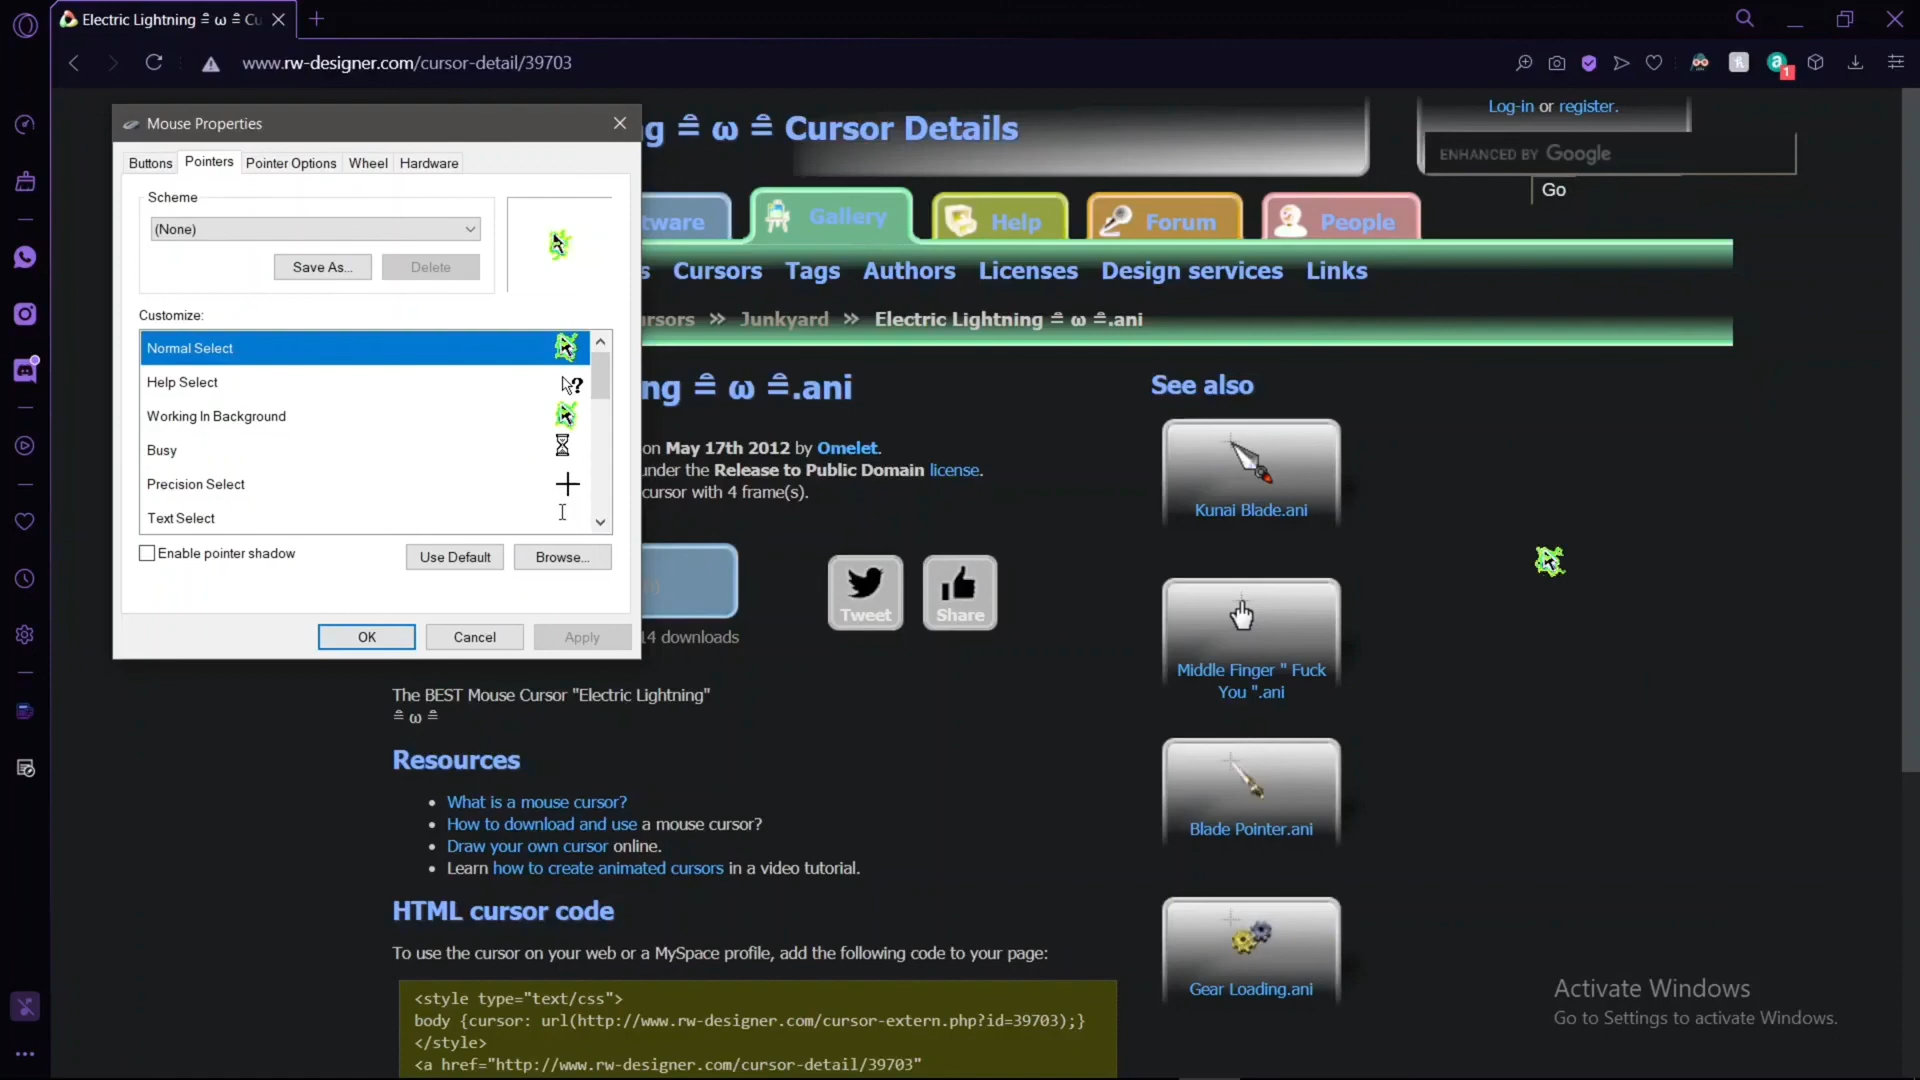 Electric Lightning ≘ ω ≘ Cu
www.rw-designer.com/cursor-detail/39703
1
Mouse Properties
Buttons
Pointers
Pointer Options
Wheel
Hardware
Scheme
(None)
Save As...
Delete
Customize:
Normal Select
Help Select
Working In Background
Busy
Precision Select
Text Select
Enable pointer shadow
Use Default
Browse...
OK
Cancel
Apply
g ≘ ω ≘ Cursor Details
Log-in or register.
ENHANCED BY Google
Go
tware
Gallery
Help
Forum
People
s
Cursors
Tags
Authors
Licenses
Design services
Links
ursors » Junkyard » Electric Lightning ≘ ω ≘.ani
ng ≘ ω ≘.ani
on May 17th 2012 by Omelet.
under the Release to Public Domain license.
cursor with 4 frame(s).
Tweet
Share
14 downloads
The BEST Mouse Cursor "Electric Lightning"
≘ ω ≘
Resources
What is a mouse cursor?
How to download and use a mouse cursor?
Draw your own cursor online.
Learn how to create animated cursors in a video tutorial.
HTML cursor code
To use the cursor on your web or a MySpace profile, add the following code to your page:
<style type="text/css">
body {cursor: url(http://www.rw-designer.com/cursor-extern.php?id=39703);}
</style>
<a href="http://www.rw-designer.com/cursor-detail/39703"
See also
Kunai Blade.ani
Middle Finger " Fuck
You ".ani
Blade Pointer.ani
Gear Loading.ani
Activate Windows
Go to Settings to activate Windows.